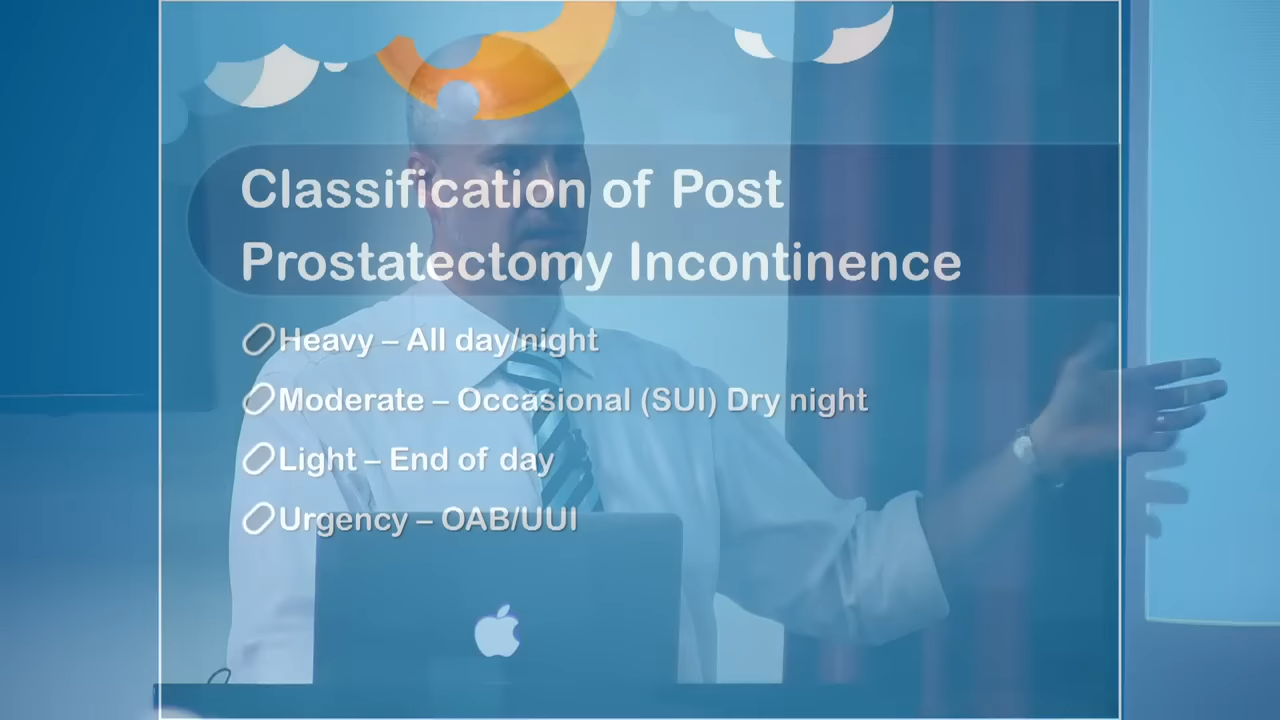 Classification of Post
Prostatectomy Incontinence
Heavy – All day/night
Moderate – Occasional (SUI) Dry night
Light – End of day
Urgency – OAB/UUI